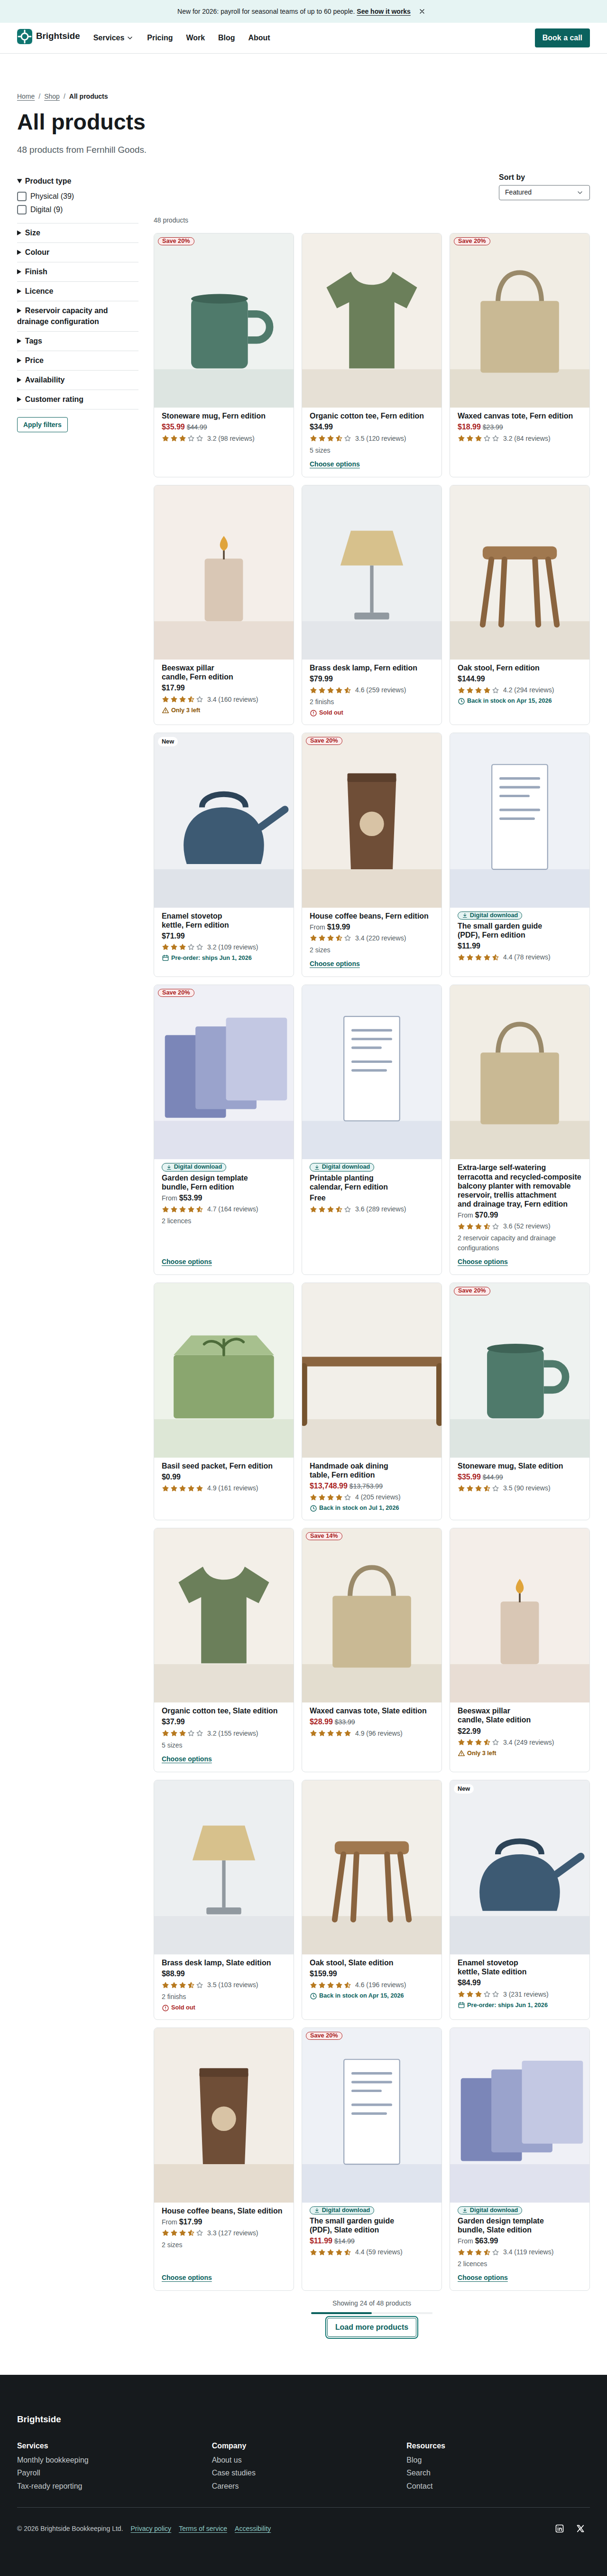 New for 2026: payroll for seasonal teams of up to 60 people. See how it works
Brightside
Services
Pricing
Work
Blog
About
Book a call
Home / Shop / All products
All products
48 products from Fernhill Goods.
Product type
Physical (39)
Digital (9)
Size
Colour
Finish
Licence
Reservoir capacity and
drainage configuration
Tags
Price
Availability
Customer rating
Apply filters
Sort by
Featured
48 products
Save 20%
Stoneware mug, Fern edition
$35.99 $44.99
3.2 (98 reviews)
Organic cotton tee, Fern edition
$34.99
3.5 (120 reviews)
5 sizes
Choose options
Save 20%
Waxed canvas tote, Fern edition
$18.99 $23.99
3.2 (84 reviews)
Beeswax pillar
candle, Fern edition
$17.99
3.4 (160 reviews)
Only 3 left
Brass desk lamp, Fern edition
$79.99
4.6 (259 reviews)
2 finishs
Sold out
Oak stool, Fern edition
$144.99
4.2 (294 reviews)
Back in stock on Apr 15, 2026
New
Enamel stovetop
kettle, Fern edition
$71.99
3.2 (109 reviews)
Pre-order: ships Jun 1, 2026
Save 20%
House coffee beans, Fern edition
From $19.99
3.4 (220 reviews)
2 sizes
Choose options
Digital download
The small garden guide
(PDF), Fern edition
$11.99
4.4 (78 reviews)
Save 20%
Digital download
Garden design template
bundle, Fern edition
From $53.99
4.7 (164 reviews)
2 licences
Choose options
Digital download
Printable planting
calendar, Fern edition
Free
3.6 (289 reviews)
Extra-large self-watering
terracotta and recycled-composite
balcony planter with removable
reservoir, trellis attachment
and drainage tray, Fern edition
From $70.99
3.6 (52 reviews)
2 reservoir capacity and drainage
configurations
Choose options
Basil seed packet, Fern edition
$0.99
4.9 (161 reviews)
Handmade oak dining
table, Fern edition
$13,748.99 $13,753.99
4 (205 reviews)
Back in stock on Jul 1, 2026
Save 20%
Stoneware mug, Slate edition
$35.99 $44.99
3.5 (90 reviews)
Organic cotton tee, Slate edition
$37.99
3.2 (155 reviews)
5 sizes
Choose options
Save 14%
Waxed canvas tote, Slate edition
$28.99 $33.99
4.9 (96 reviews)
Beeswax pillar
candle, Slate edition
$22.99
3.4 (249 reviews)
Only 3 left
Brass desk lamp, Slate edition
$88.99
3.5 (103 reviews)
2 finishs
Sold out
Oak stool, Slate edition
$159.99
4.6 (196 reviews)
Back in stock on Apr 15, 2026
New
Enamel stovetop
kettle, Slate edition
$84.99
3 (231 reviews)
Pre-order: ships Jun 1, 2026
House coffee beans, Slate edition
From $17.99
3.3 (127 reviews)
2 sizes
Choose options
Save 20%
Digital download
The small garden guide
(PDF), Slate edition
$11.99 $14.99
4.4 (59 reviews)
Digital download
Garden design template
bundle, Slate edition
From $63.99
3.4 (119 reviews)
2 licences
Choose options
Showing 24 of 48 products
Load more products
Brightside
Services
Monthly bookkeeping
Payroll
Tax-ready reporting
Company
About us
Case studies
Careers
Resources
Blog
Search
Contact
© 2026 Brightside Bookkeeping Ltd. Privacy policy Terms of service Accessibility